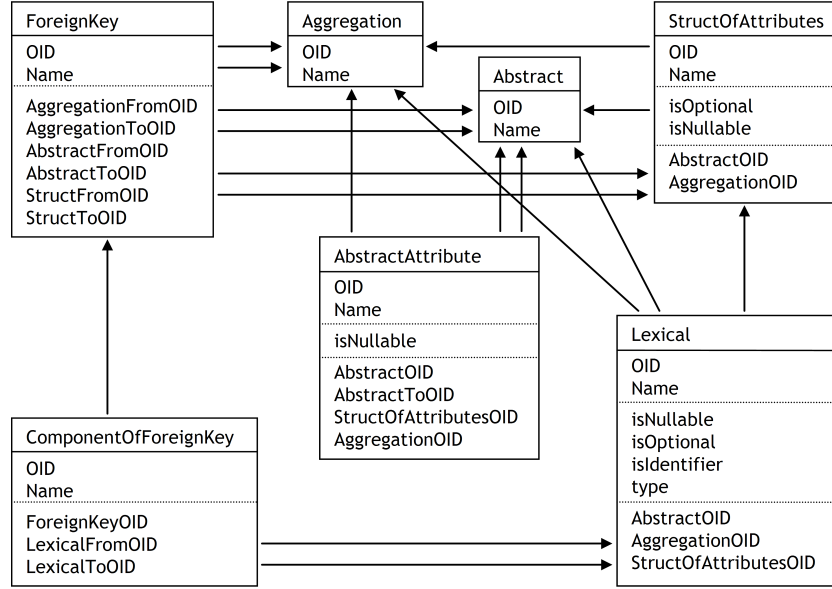 ForeignKey
OID
Name
AggregationFromOID
AggregationToOID
AbstractFromOID
AbstractToOID
StructFromOID
StructToOID
Aggregation
OID
Name
Abstract
OID
Name
StructOfAttributes
OID
Name
isOptional
isNullable
AbstractOID
AggregationOID
AbstractAttribute
OID
Name
isNullable
AbstractOID
AbstractToOID
StructOfAttributesOID
AggregationOID
Lexical
OID
Name
isNullable
isOptional
isIdentifier
type
AbstractOID
AggregationOID
StructOfAttributesOID
ComponentOfForeignKey
OID
Name
ForeignKeyOID
LexicalFromOID
LexicalToOID